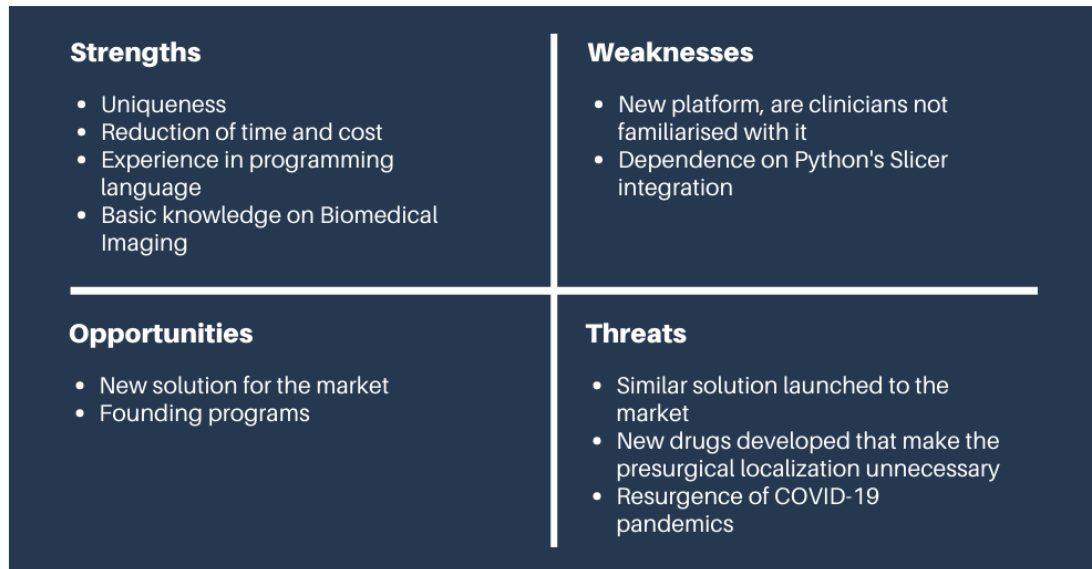 Strengths
• Uniqueness
• Reduction of time and cost
• Experience in programming
language
• Basic knowledge on Biomedical
Imaging
Weaknesses
• New platform, are clinicians not
familiarised with it
• Dependence on Python's Slicer
integration
Opportunities
• New solution for the market
• Founding programs
Threats
• Similar solution launched to the
market
• New drugs developed that make the
presurgical localization unnecessary
• Resurgence of COVID-19
pandemics